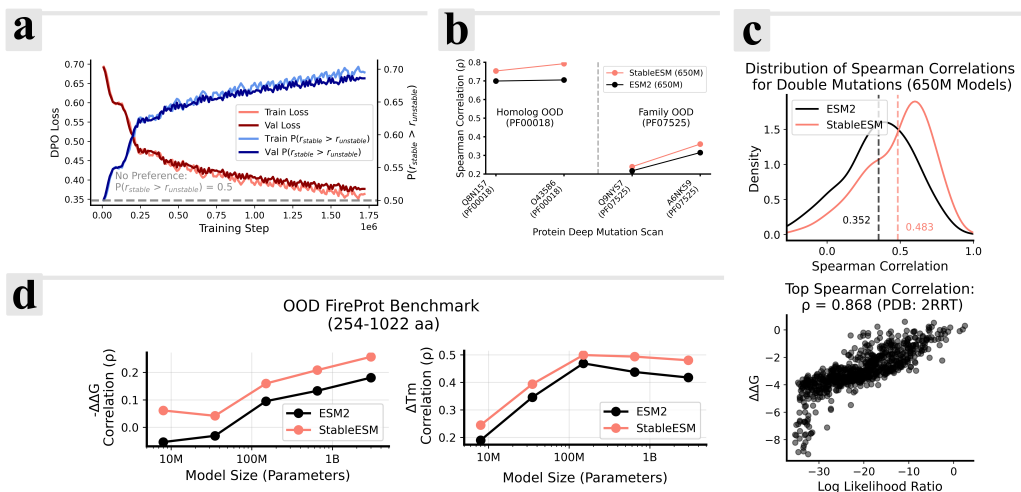 a
0.70
0.65
0.60
0.55
0.50
0.45
0.40
0.35
DPO Loss
0.70
0.65
0.60
0.55
0.50
P(r_stable > r_unstable)
Train Loss
Val Loss
Train P(r_stable > r_unstable)
Val P(r_stable > r_unstable)
No Preference:
P(r_stable > r_unstable) = 0.5
0.00 0.25 0.50 0.75 1.00 1.25 1.50 1.75
1e6
Training Step
b
Spearman Correlation (ρ)
0.8
0.7
0.6
0.5
0.4
0.3
0.2
StableESM (650M)
ESM2 (650M)
Homolog OOD
(PF00018)
Family OOD
(PF07525)
Q8N157
(PF00018)
O43586
(PF00018)
Q9NYS7
(PF07525)
A6NK59
(PF07525)
Protein Deep Mutation Scan
c
Distribution of Spearman Correlations
for Double Mutations (650M Models)
ESM2
StableESM
Density
1.5
1.0
0.5
0.0
0.352
0.483
0.0 0.5 1.0
Spearman Correlation
Top Spearman Correlation:
ρ = 0.868 (PDB: 2RRT)
ΔΔG
0
−2
−4
−6
−8
−30 −20 −10 0
Log Likelihood Ratio
d
OOD FireProt Benchmark
(254-1022 aa)
-ΔΔG
Correlation (ρ)
0.2
0.1
0.0
ESM2
StableESM
10M 100M 1B
Model Size (Parameters)
ΔTm
Correlation (ρ)
0.5
0.4
0.3
0.2
ESM2
StableESM
10M 100M 1B
Model Size (Parameters)